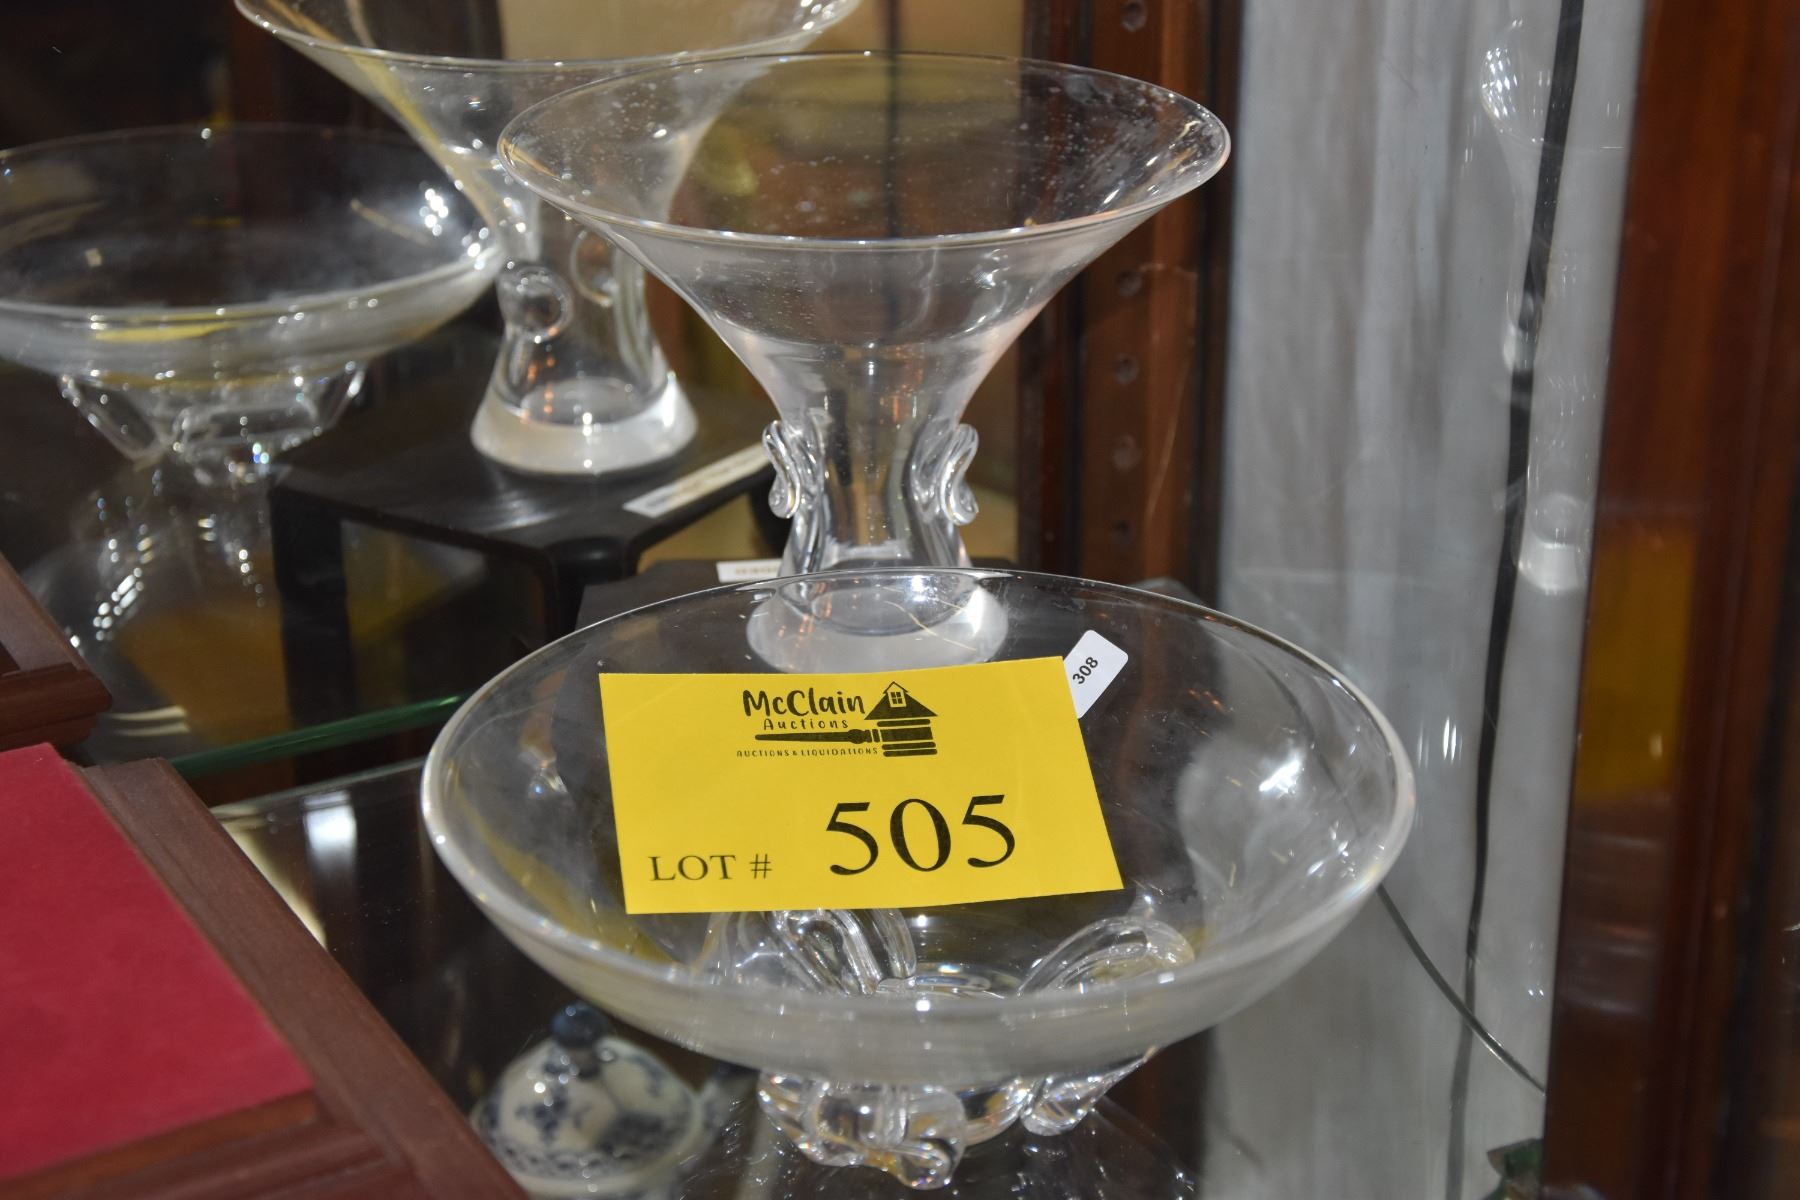 McClain
Auctions
AUCTIONS & LIQUIDATIONS
LOT # 505
308